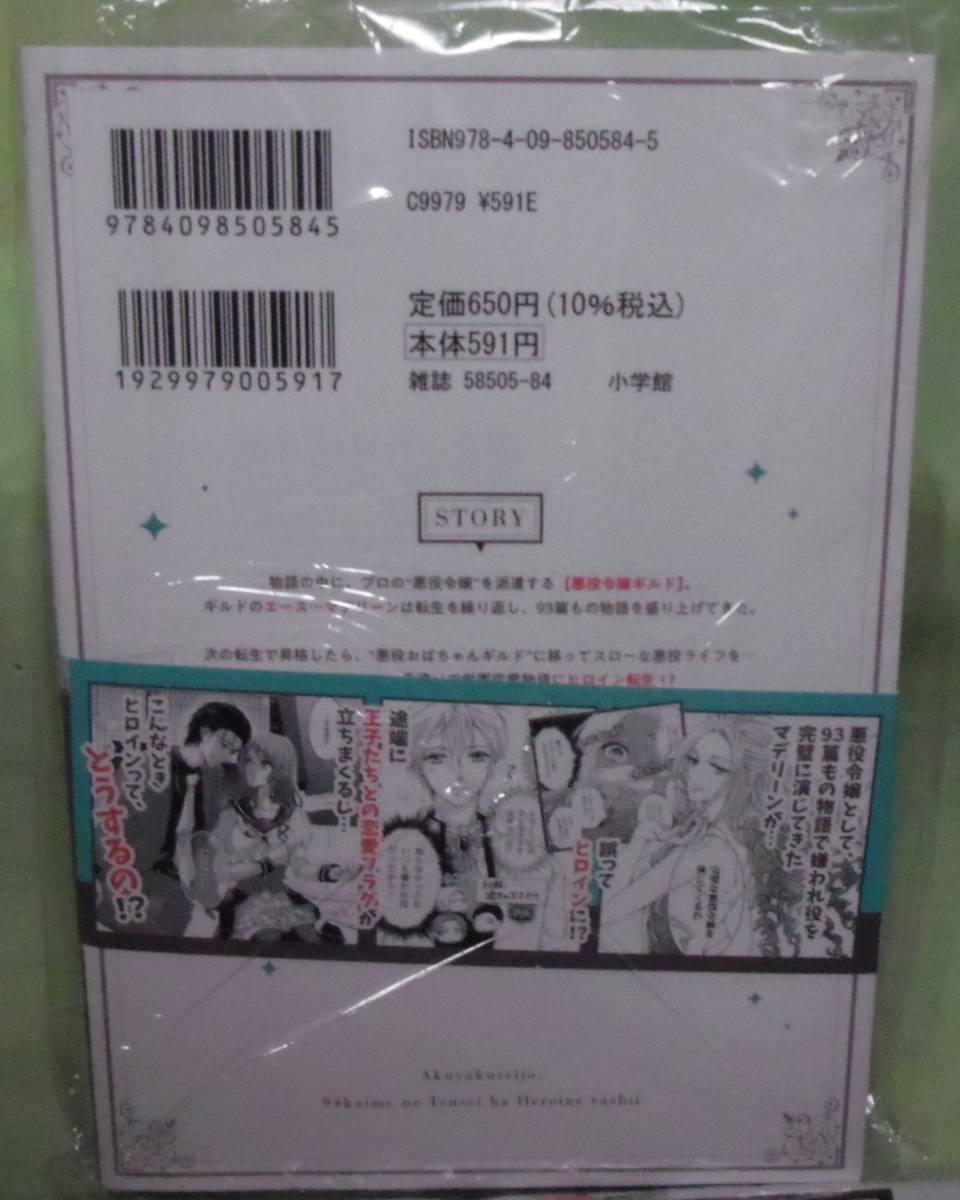 ISBN978-4-09-850584-5
9784098505845
C9979 ¥591E
定価650円(10%税込)
本体591円
1929979005917
雑誌 58505-84 小学館
STORY
物語の中に、プロの"悪役令嬢"を派遣する【悪役令嬢ギルド】。
ギルドのエース…マデリーンは転生を繰り返し、93篇もの物語を盛り上げてきた。
次の転生で昇格したら、"悪役おばちゃんギルド"に移ってスローな悪役ライフを…
ヒロイン転生!?
悪役令嬢として、
93篇もの物語で嫌われ役を
完璧に演じてきた
マデリーンが…
誤って
ヒロインに!?
途端に
王子たちとの恋愛フラグが
立ちまくるし…
こんなとき
ヒロインって、
どうするの!?
Akuyakureijo,
94kaime no Tensei ha Heroine rashii